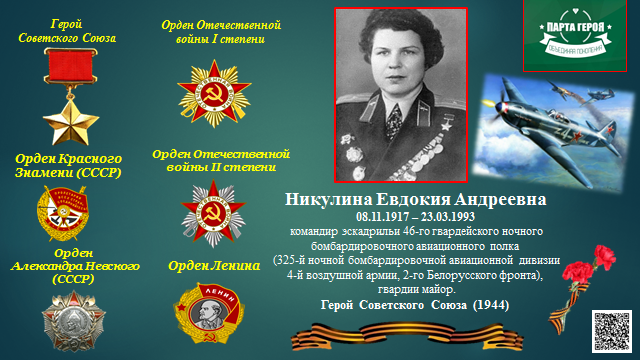 Герой
Советского Союза
Орден Отечественной
войны I степени
ПАРТА ГЕРОЯ
ОБЪЕДИНЯЯ ПОКОЛЕНИЯ
Орден Красного
Знамени (СССР)
Орден Отечественной
войны II степени
Орден
Александра Невского
(СССР)
Орден Ленина
ЛЕНИН
Никулина Евдокия Андреевна
08.11.1917 – 23.03.1993
командир эскадрильи 46-го гвардейского ночного
бомбардировочного авиационного полка
(325-й ночной бомбардировочной авиационной дивизии
4-й воздушной армии, 2-го Белорусского фронта),
гвардии майор.
Герой Советского Союза (1944)